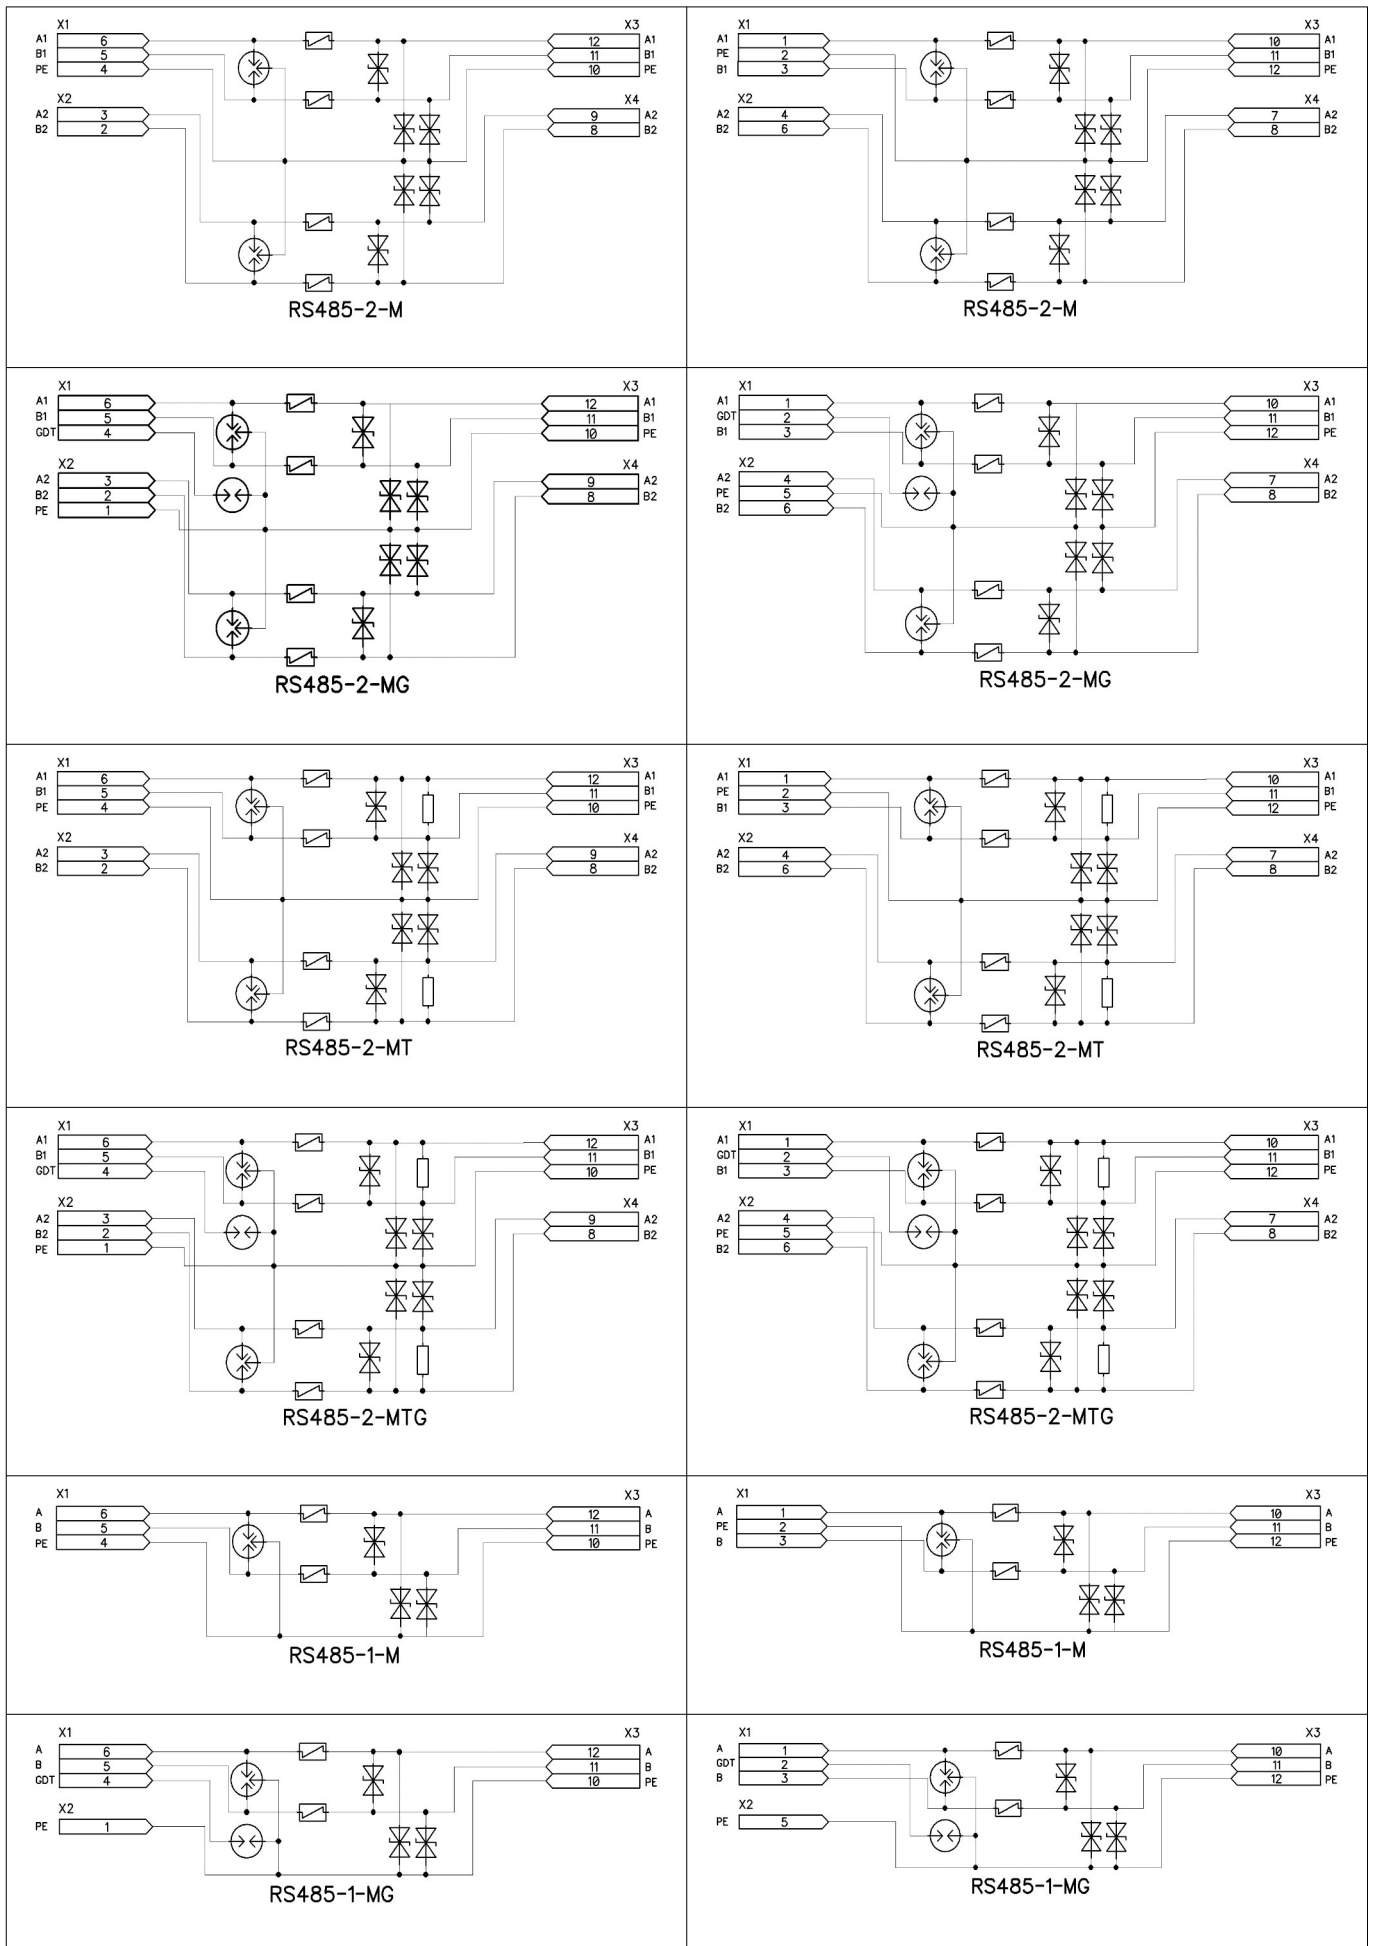 X1 X3
A1 6 12 A1
B1 5 11 B1
PE 4 10 PE
X2 X4
A2 3 9 A2
B2 2 8 B2
RS485-2-M
X1 X3
A1 1 10 A1
PE 2 11 B1
B1 3 12 PE
X2 X4
A2 4 7 A2
B2 6 8 B2
RS485-2-M
X1 X3
A1 6 12 A1
B1 5 11 B1
GDT 4 10 PE
X2 X4
A2 3 9 A2
B2 2 8 B2
PE 1
RS485-2-MG
X1 X3
A1 1 10 A1
GDT 2 11 B1
B1 3 12 PE
X2 X4
A2 4 7 A2
PE 5 8 B2
B2 6
RS485-2-MG
X1 X3
A1 6 12 A1
B1 5 11 B1
PE 4 10 PE
X2 X4
A2 3 9 A2
B2 2 8 B2
RS485-2-MT
X1 X3
A1 1 10 A1
PE 2 11 B1
B1 3 12 PE
X2 X4
A2 4 7 A2
B2 6 8 B2
RS485-2-MT
X1 X3
A1 6 12 A1
B1 5 11 B1
GDT 4 10 PE
X2 X4
A2 3 9 A2
B2 2 8 B2
PE 1
RS485-2-MTG
X1 X3
A1 1 10 A1
GDT 2 11 B1
B1 3 12 PE
X2 X4
A2 4 7 A2
PE 5 8 B2
B2 6
RS485-2-MTG
X1 X3
A 6 12 A
B 5 11 B
PE 4 10 PE
RS485-1-M
X1 X3
A 1 10 A
PE 2 11 B
B 3 12 PE
RS485-1-M
X1 X3
A 6 12 A
B 5 11 B
GDT 4 10 PE
X2
PE 1
RS485-1-MG
X1 X3
A 1 10 A
GDT 2 11 B
B 3 12 PE
X2
PE 5
RS485-1-MG